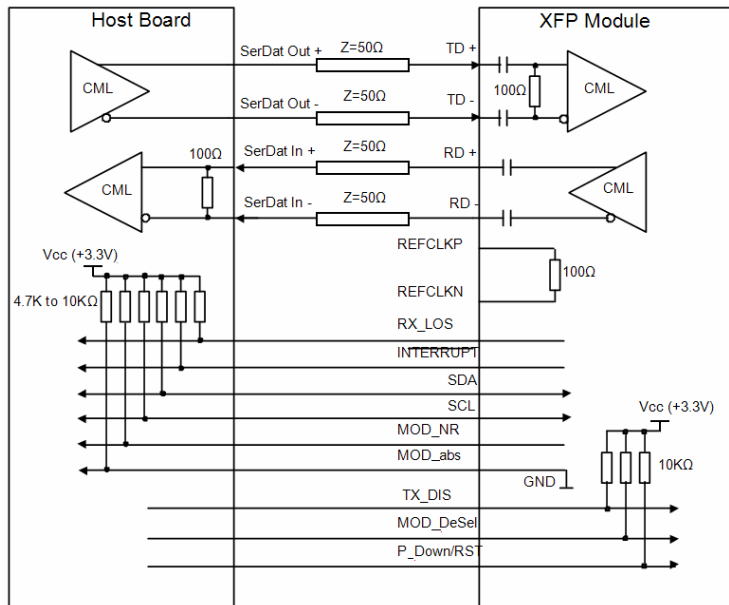 Host Board
XFP Module
SerDat Out +
Z=50Ω
TD +
CML
100Ω
CML
SerDat Out -
Z=50Ω
TD -
100Ω
SerDat In +
Z=50Ω
RD +
CML
CML
SerDat In -
Z=50Ω
RD -
REFCLKP
Vcc (+3.3V)
100Ω
4.7K to 10KΩ
REFCLKN
RX_LOS
INTERRUPT
SDA
SCL
Vcc (+3.3V)
MOD_NR
MOD_abs
10KΩ
GND
TX_DIS
MOD_DeSel
P_Down/RST